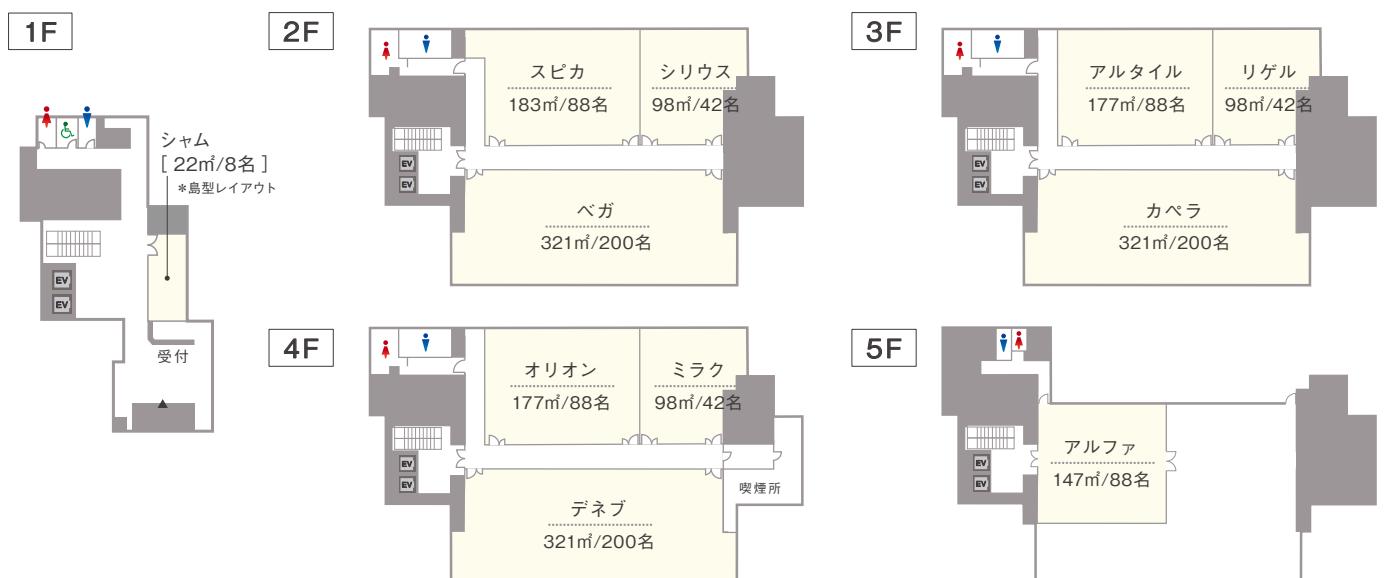 1F
シャム
[ 22㎡/8名 ]
＊島型レイアウト
EV
EV
受付
2F
スピカ
183㎡/88名
シリウス
98㎡/42名
EV
EV
ベガ
321㎡/200名
3F
アルタイル
177㎡/88名
リゲル
98㎡/42名
EV
EV
カペラ
321㎡/200名
4F
オリオン
177㎡/88名
ミラク
98㎡/42名
EV
EV
喫煙所
デネブ
321㎡/200名
5F
EV
EV
アルファ
147㎡/88名